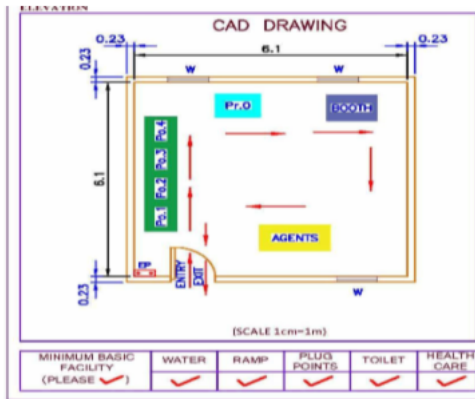 ELEVATION
CAD DRAWING
0.23
6.1
0.23
0.23
W
W
Pr.O
BOOTH
Po.4
Po.3
Po.2
Po.1
6.1
AGENTS
EP
ENTRY
EXIT
0.23
W
(SCALE 1cm=1m)
MINIMUM BASIC FACILITY (PLEASE ✓)
WATER
RAMP
PLUG POINTS
TOILET
HEALTH CARE